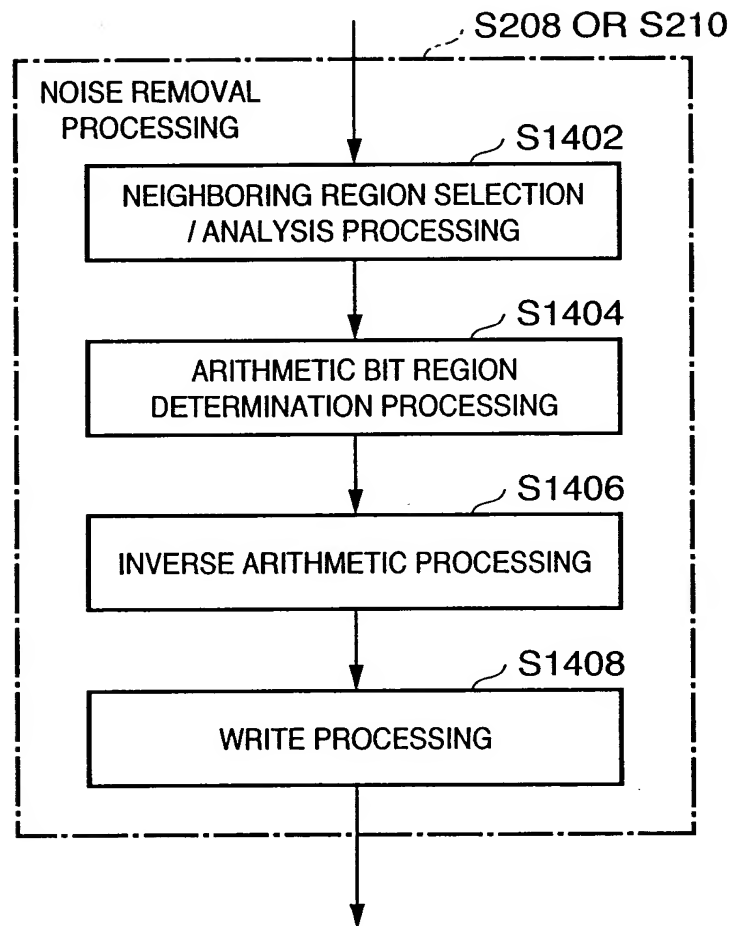 S208 OR S210
NOISE REMOVAL
PROCESSING
S1402
NEIGHBORING REGION SELECTION
/ ANALYSIS PROCESSING
S1404
ARITHMETIC BIT REGION
DETERMINATION PROCESSING
S1406
INVERSE ARITHMETIC PROCESSING
S1408
WRITE PROCESSING